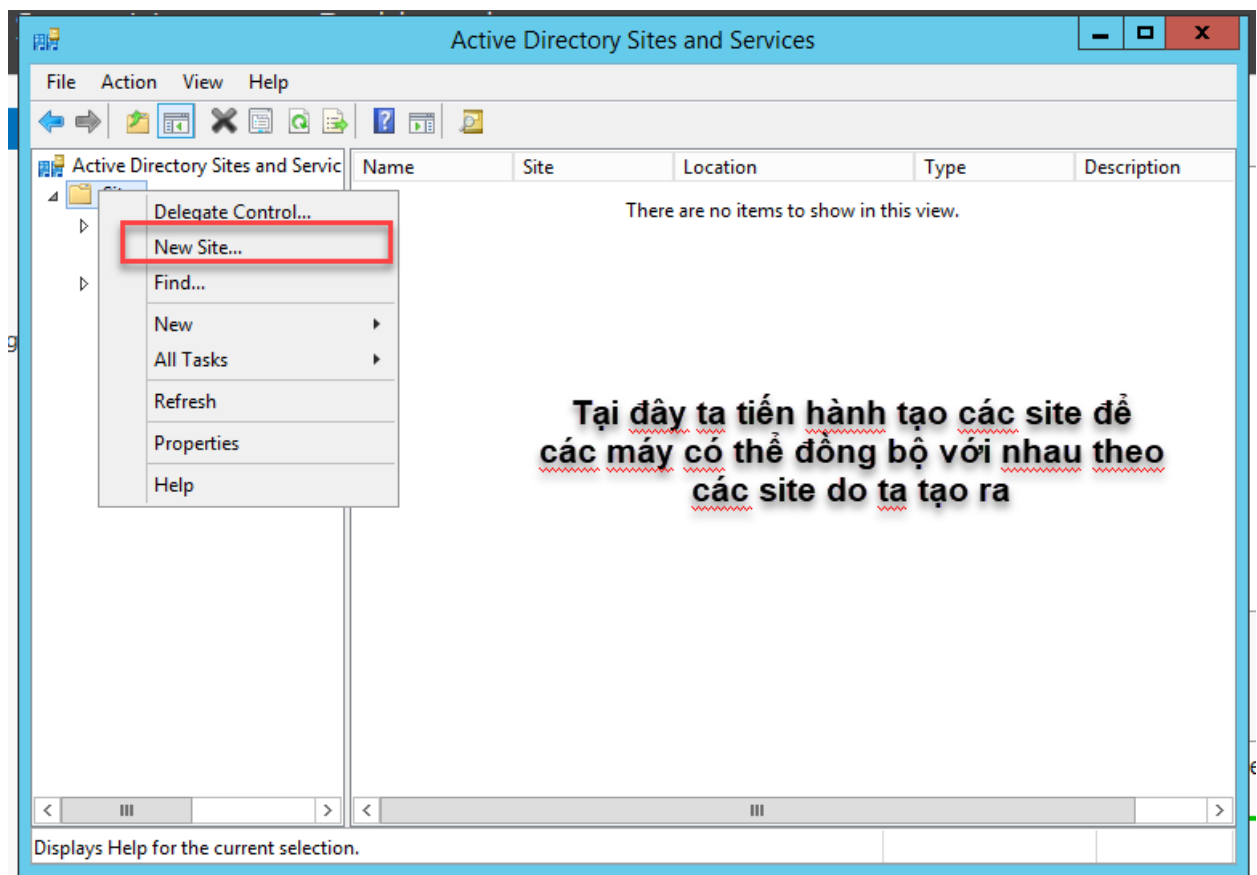 Active Directory Sites and Services
File Action View Help
Active Directory Sites and Servic
Name Site Location Type Description
There are no items to show in this view.
Delegate Control...
New Site...
Find...
New
All Tasks
Refresh
Properties
Help
Tại đây ta tiến hành tạo các site để
các máy có thể đồng bộ với nhau theo
các site do ta tạo ra
Displays Help for the current selection.